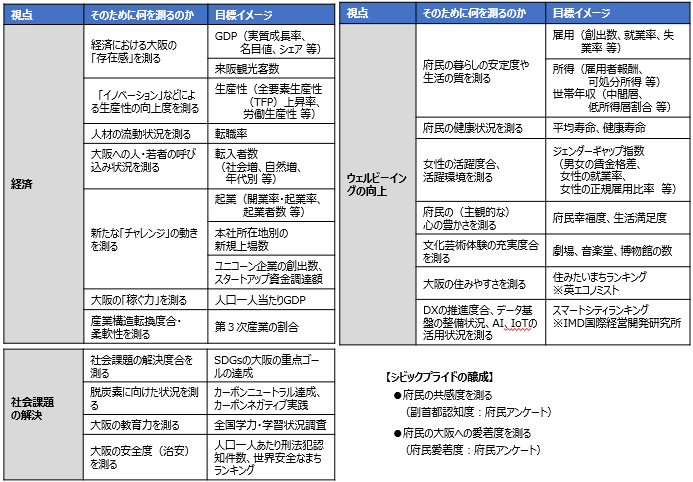 視点 そのために何を測るのか 目標イメージ
経済
経済における大阪の
「存在感」を測る
GDP（実質成長率、
名目値、シェア 等）
来阪観光客数
「イノベーション」などによ
る生産性の向上度を測る
生産性（全要素生産性
（TFP）上昇率、
労働生産性 等）
人材の流動状況を測る 転職率
大阪への人・若者の呼び
込み状況を測る
転入者数
（社会増、自然増、
年代別 等）
新たな「チャレンジ」の動き
を測る
起業（開業率・起業率、
起業者数 等）
本社所在地別の
新規上場数
ユニコーン企業の創出数、
スタートアップ資金調達額
大阪の「稼ぐ力」を測る 人口一人当たりGDP
産業構造転換度合・
柔軟性を測る
第３次産業の割合
社会課題
の解決
社会課題の解決度合を
測る
SDGsの大阪の重点ゴー
ルの達成
脱炭素に向けた状況を測
る
カーボンニュートラル達成、
カーボンネガティブ実践
大阪の教育力を測る 全国学力・学習状況調査
大阪の安全度（治安）
を測る
人口一人あたり刑法犯認
知件数、世界安全なまち
ランキング
視点 そのために何を測るのか 目標イメージ
ウェルビーイン
グの向上
府民の暮らしの安定度や
生活の質を測る
雇用（創出数、就業率、失
業率 等）
所得（雇用者報酬、
可処分所得 等）
世帯年収（中間層、
低所得層割合 等）
府民の健康状況を測る 平均寿命、健康寿命
女性の活躍度合、
活躍環境を測る
ジェンダーギャップ指数
（男女の賃金格差、
女性の就業率、
女性の正規雇用比率 等）
府民の（主観的な）
心の豊かさを測る
府民幸福度、生活満足度
文化芸術体験の充実度合
を測る
劇場、音楽堂、博物館の数
大阪の住みやすさを測る
住みたいまちランキング
※英エコノミスト
DXの推進度合、データ基
盤の整備状況、AI、IoTの
活用状況を測る
スマートシティランキング
※IMD国際経営開発研究所
【シビックプライドの醸成】
●府民の共感度を測る
（副首都認知度：府民アンケート）
●府民の大阪への愛着度を測る
（府民愛着度：府民アンケート）